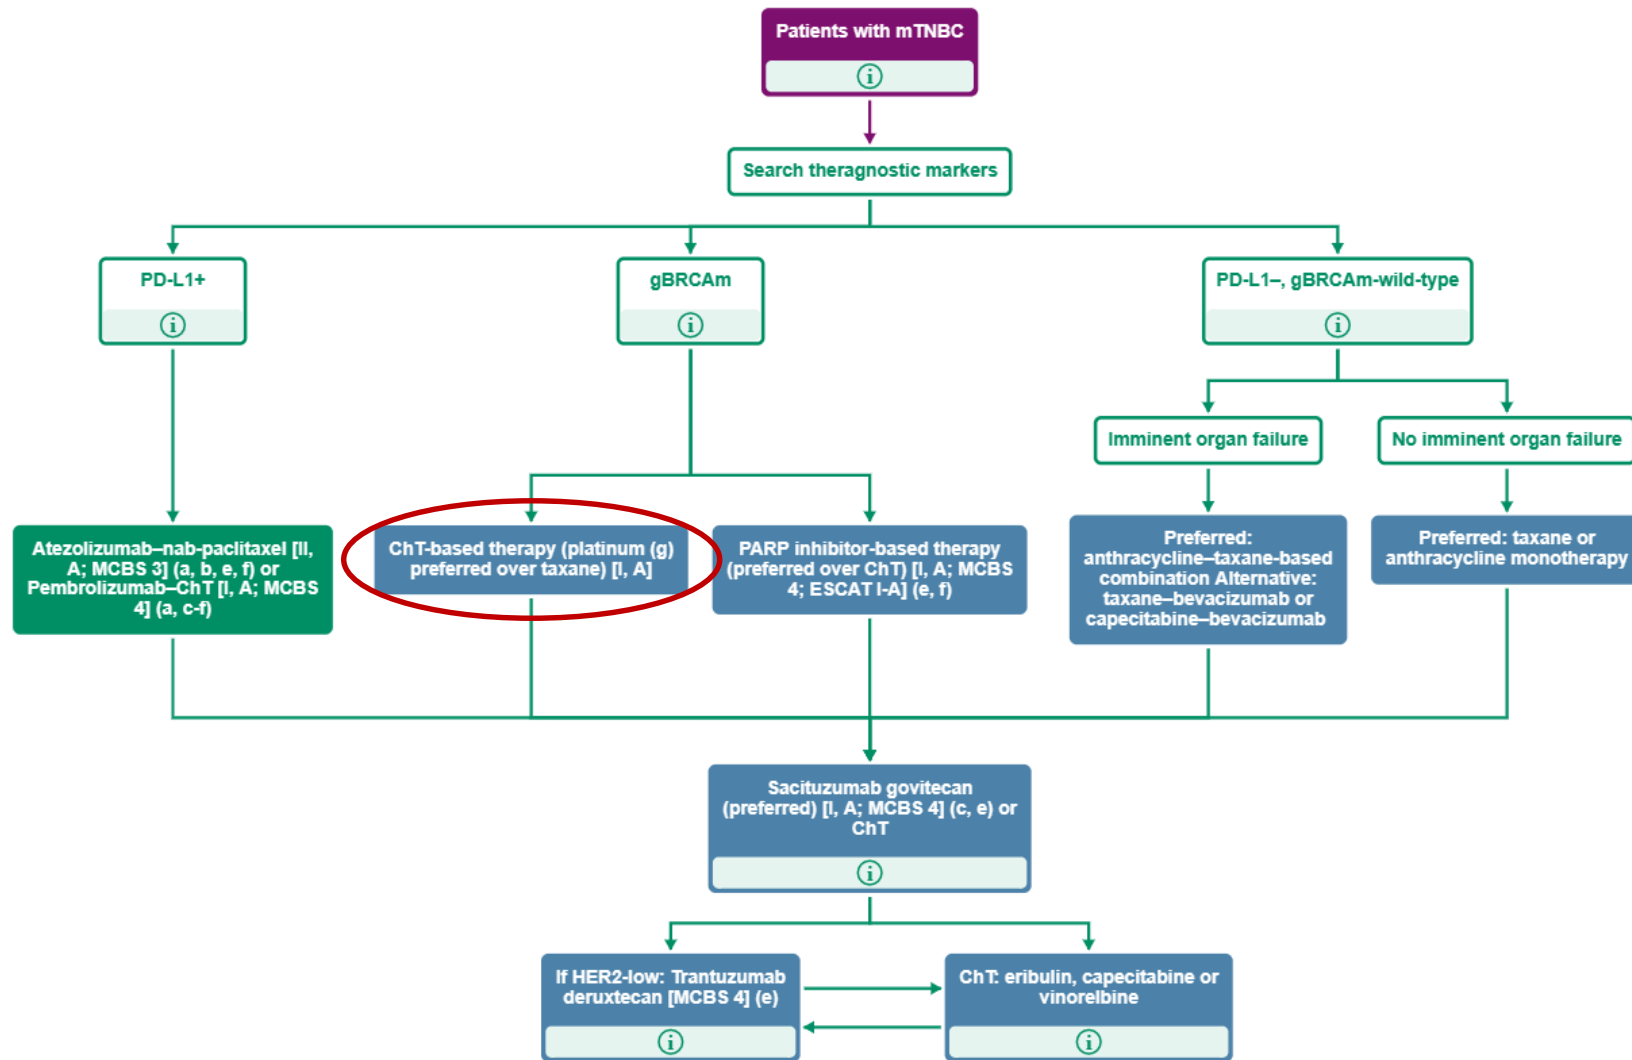 Patients with mTNBC
i
Search theragnostic markers
PD-L1+
i
gBRCAm
i
PD-L1–, gBRCAm-wild-type
i
Imminent organ failure
No imminent organ failure
Atezolizumab–nab-paclitaxel [II,
A; MCBS 3] (a, b, e, f) or
Pembrolizumab–ChT [I, A; MCBS
4] (a, c-f)
ChT-based therapy (platinum (g)
preferred over taxane) [I, A]
PARP inhibitor-based therapy
(preferred over ChT) [I, A; MCBS
4; ESCAT I-A] (e, f)
Preferred:
anthracycline–taxane-based
combination Alternative:
taxane–bevacizumab or
capecitabine–bevacizumab
Preferred: taxane or
anthracycline monotherapy
Sacituzumab govitecan
(preferred) [I, A; MCBS 4] (c, e) or
ChT
i
If HER2-low: Trantuzumab
deruxtecan [MCBS 4] (e)
i
ChT: eribulin, capecitabine or
vinorelbine
i